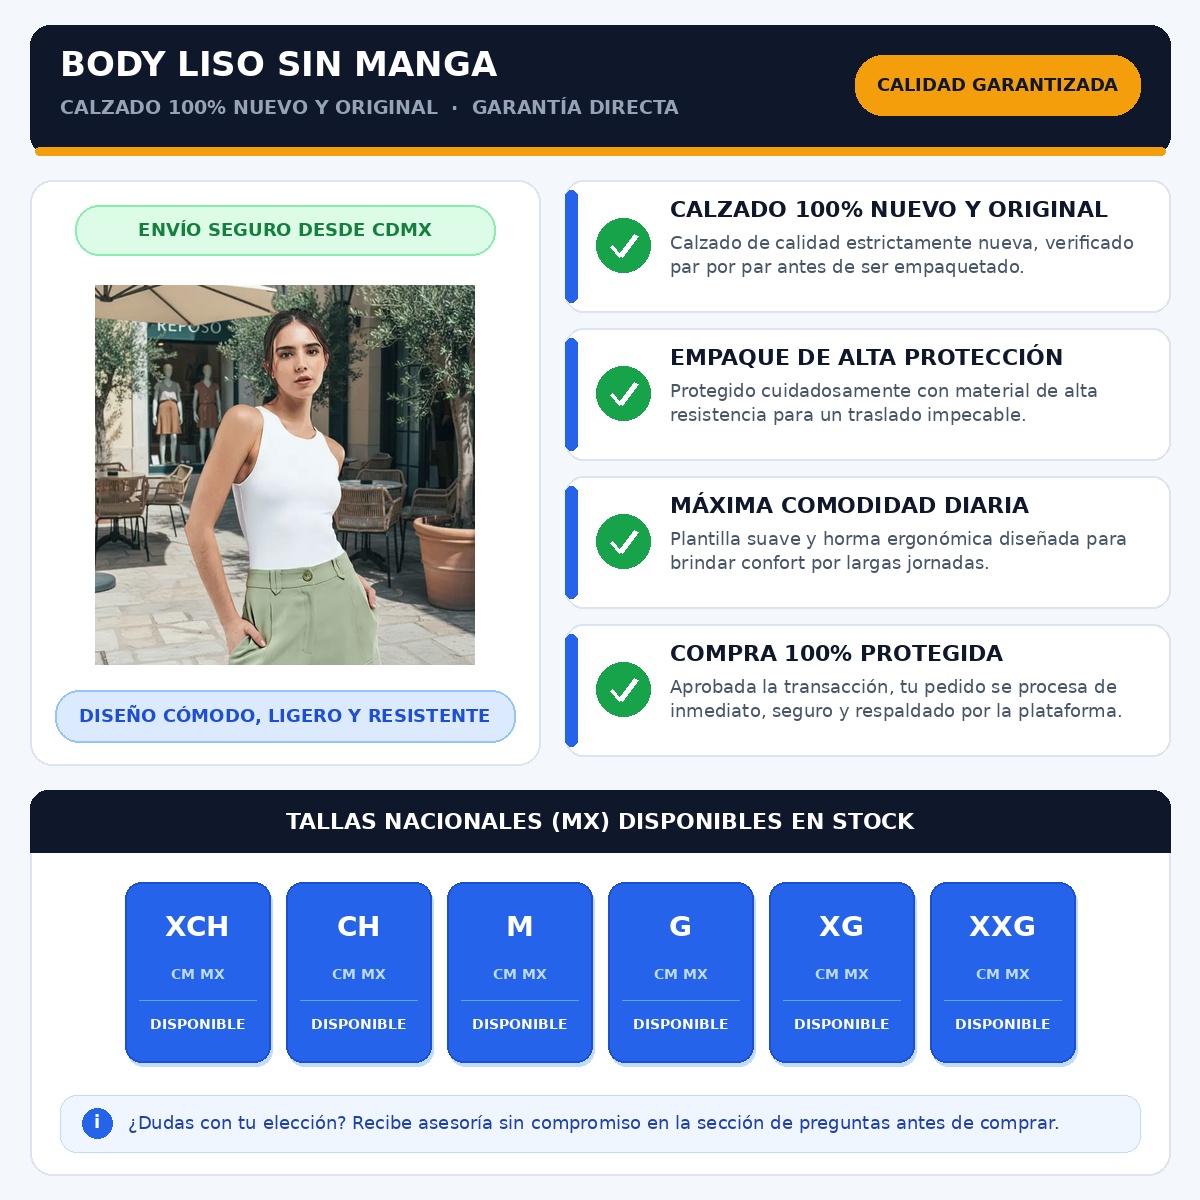 BODY LISO SIN MANGA
CALZADO 100% NUEVO Y ORIGINAL · GARANTÍA DIRECTA
CALIDAD GARANTIZADA
ENVÍO SEGURO DESDE CDMX
REPOSO
DISEÑO CÓMODO, LIGERO Y RESISTENTE
CALZADO 100% NUEVO Y ORIGINAL
Calzado de calidad estrictamente nueva, verificado
par por par antes de ser empaquetado.
EMPAQUE DE ALTA PROTECCIÓN
Protegido cuidadosamente con material de alta
resistencia para un traslado impecable.
MÁXIMA COMODIDAD DIARIA
Plantilla suave y horma ergonómica diseñada para
brindar confort por largas jornadas.
COMPRA 100% PROTEGIDA
Aprobada la transacción, tu pedido se procesa de
inmediato, seguro y respaldado por la plataforma.
TALLAS NACIONALES (MX) DISPONIBLES EN STOCK
XCH
CM MX
DISPONIBLE
CH
CM MX
DISPONIBLE
M
CM MX
DISPONIBLE
G
CM MX
DISPONIBLE
XG
CM MX
DISPONIBLE
XXG
CM MX
DISPONIBLE
i ¿Dudas con tu elección? Recibe asesoría sin compromiso en la sección de preguntas antes de comprar.